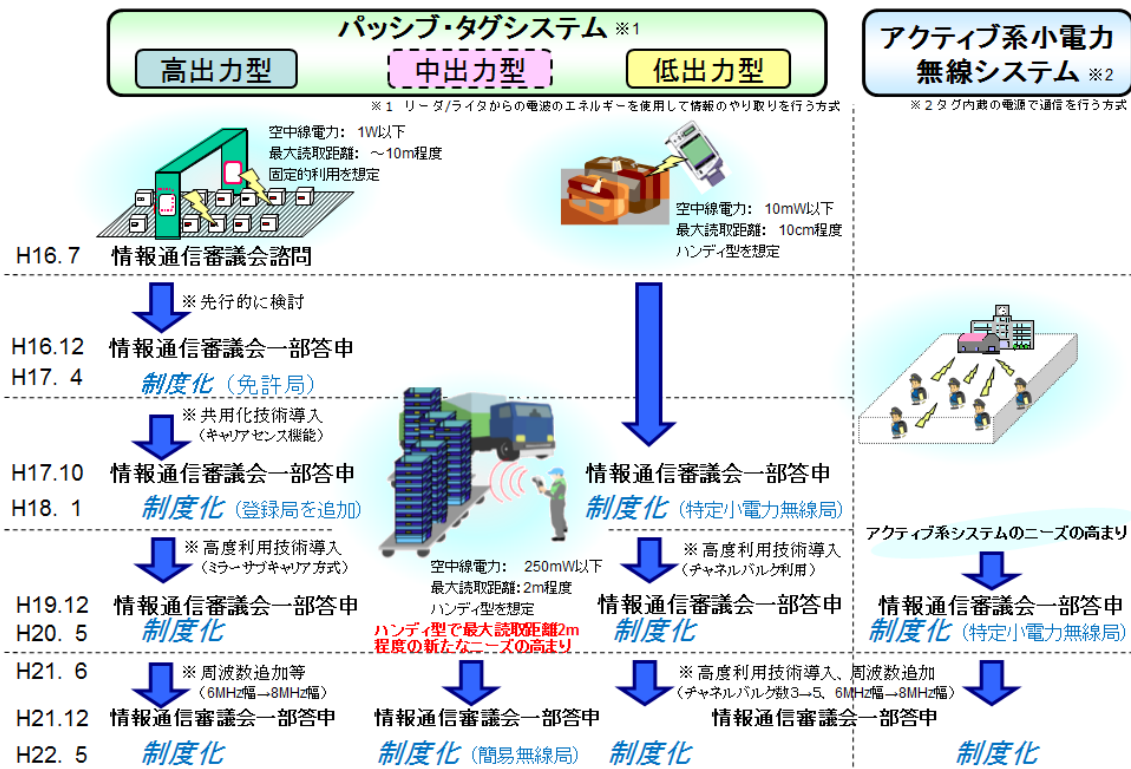 パッシブ・タグシステム ※1
高出力型
中出力型
低出力型
アクティブ系小電力
無線システム ※2
※1 リーダ/ライタからの電波のエネルギーを使用して情報のやり取りを行う方式
※2 タグ内蔵の電源で通信を行う方式
空中線電力： 1W以下
最大読取距離： ～10m程度
固定的利用を想定
空中線電力： 10mW以下
最大読取距離： 10cm程度
ハンディ型を想定
H16. 7 情報通信審議会諮問
※先行的に検討
H16.12 情報通信審議会一部答申
H17. 4 制度化（免許局）
※共用化技術導入
（キャリアセンス機能）
H17.10 情報通信審議会一部答申 情報通信審議会一部答申
H18. 1 制度化（登録局を追加） 制度化（特定小電力無線局）
アクティブ系システムのニーズの高まり
※高度利用技術導入
（ミラーサブキャリア方式）
空中線電力： 250mW以下
最大読取距離：2m程度
ハンディ型を想定
※高度利用技術導入
（チャネルバルク利用）
H19.12 情報通信審議会一部答申 情報通信審議会一部答申 情報通信審議会一部答申
ハンディ型で最大読取距離2m
程度の新たなニーズの高まり
H20. 5 制度化 制度化 制度化（特定小電力無線局）
H21. 6 ※周波数追加等
（6MHz幅→8MHz幅）
※高度利用技術導入、周波数追加
（チャネルバルク数3→5、6MHz幅→8MHz幅）
H21.12 情報通信審議会一部答申 情報通信審議会一部答申 情報通信審議会一部答申
H22. 5 制度化 制度化（簡易無線局） 制度化 制度化